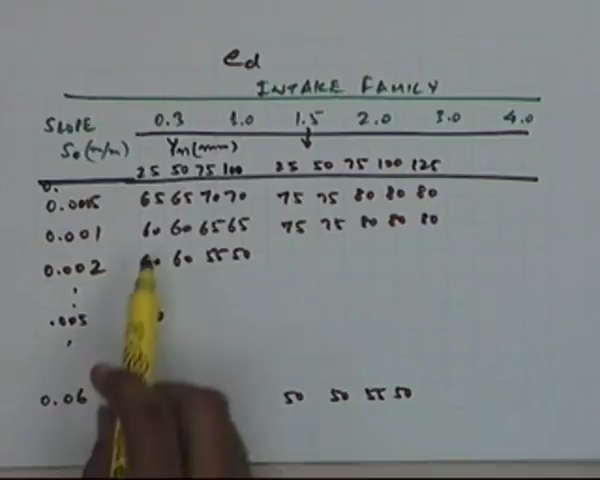 ed
INTAKE FAMILY
SLOPE 0.3 1.0 1.5 2.0 3.0 4.0
So(m/m) Yn(mm)
25 50 75 100 25 50 75 100 125
0.
0.0005 65 65 70 70 75 75 80 80 80
0.001 60 60 65 65 75 75 80 80 80
0.002 60 60 55 50
.005
0.06 50 50 55 50